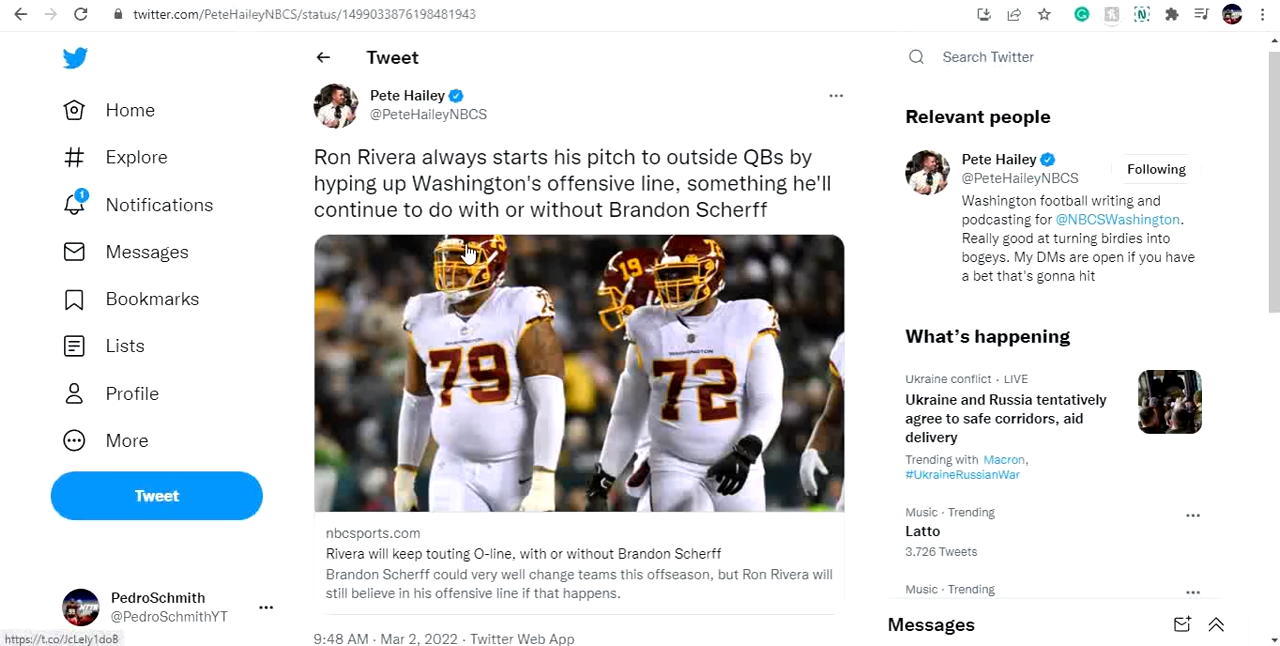 twitter.com/PeteHaileyNBCS/status/1499033876198481943
Home
Explore
1
Notifications
Messages
Bookmarks
Lists
Profile
More
Tweet
PedroSchmith
@PedroSchmithYT
https://t.co/JcLely1doB
Tweet
Pete Hailey
@PeteHaileyNBCS
Ron Rivera always starts his pitch to outside QBs by
hyping up Washington's offensive line, something he'll
continue to do with or without Brandon Scherff
79
19
72
nbcsports.com
Rivera will keep touting O-line, with or without Brandon Scherff
Brandon Scherff could very well change teams this offseason, but Ron Rivera will
still believe in his offensive line if that happens.
9:48 AM · Mar 2, 2022 · Twitter Web App
Search Twitter
Relevant people
Pete Hailey
@PeteHaileyNBCS
Following
Washington football writing and
podcasting for @NBCSWashington.
Really good at turning birdies into
bogeys. My DMs are open if you have
a bet that's gonna hit
What's happening
Ukraine conflict · LIVE
Ukraine and Russia tentatively
agree to safe corridors, aid
delivery
Trending with Macron,
#UkraineRussianWar
Music · Trending
Latto
3.726 Tweets
Music · Trending
Messages